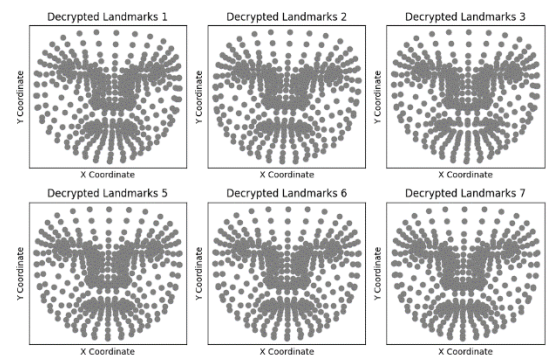 Decrypted Landmarks 1
Y Coordinate
X Coordinate
Decrypted Landmarks 2
Y Coordinate
X Coordinate
Decrypted Landmarks 3
Y Coordinate
X Coordinate
Decrypted Landmarks 5
Y Coordinate
X Coordinate
Decrypted Landmarks 6
Y Coordinate
X Coordinate
Decrypted Landmarks 7
Y Coordinate
X Coordinate